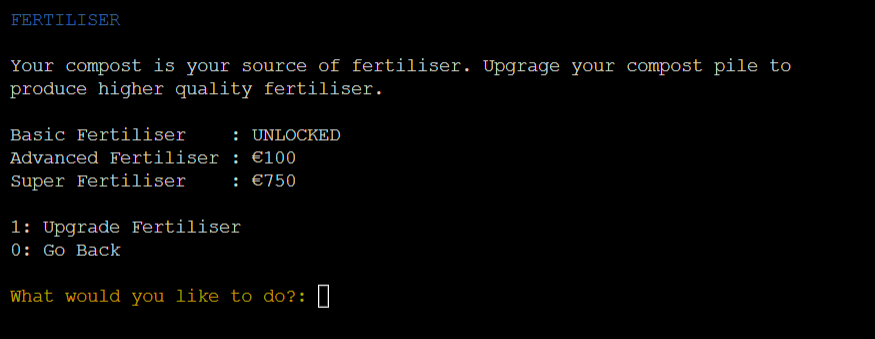 FERTILISER
Your compost is your source of fertiliser. Upgrage your compost pile to
produce higher quality fertiliser.
Basic Fertiliser    : UNLOCKED
Advanced Fertiliser : €100
Super Fertiliser    : €750
1: Upgrade Fertiliser
0: Go Back
What would you like to do?: